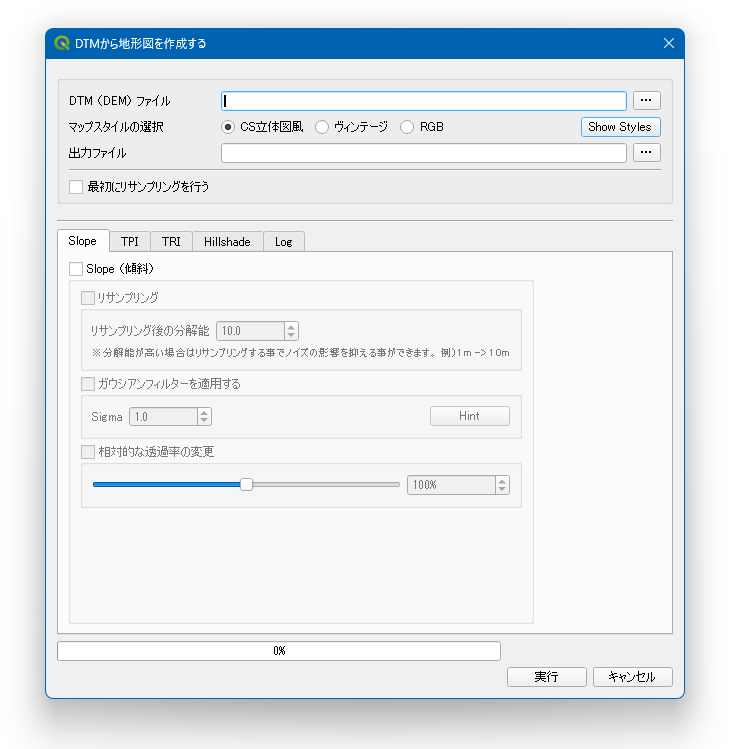 DTMから地形図を作成する
DTM（DEM）ファイル ...
マップスタイルの選択 CS立体図風 ヴィンテージ RGB Show Styles
出力ファイル ...
最初にリサンプリングを行う
Slope TPI TRI Hillshade Log
Slope（傾斜）
リサンプリング
リサンプリング後の分解能 10.0
※分解能が高い場合はリサンプリングする事でノイズの影響を抑える事ができます。例)1m ->10m
ガウシアンフィルターを適用する
Sigma 1.0 Hint
相対的な透過率の変更
100%
0%
実行 キャンセル